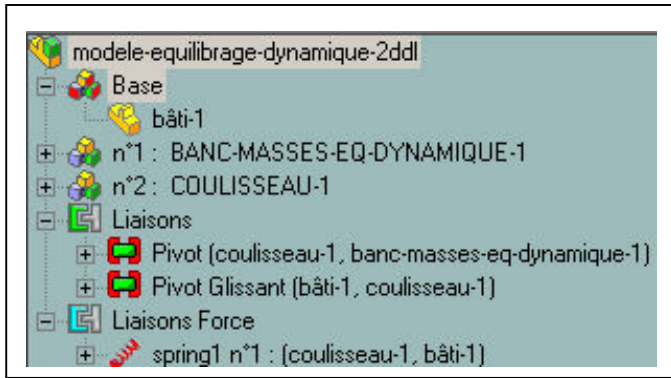 modele-equilibrage-dynamique-2ddl
Base
bâti-1
n°1 : BANC-MASSES-EQ-DYNAMIQUE-1
n°2 : COULISSEAU-1
Liaisons
Pivot (coulisseau-1, banc-masses-eq-dynamique-1)
Pivot Glissant (bâti-1, coulisseau-1)
Liaisons Force
spring1 n°1 : (coulisseau-1, bâti-1)